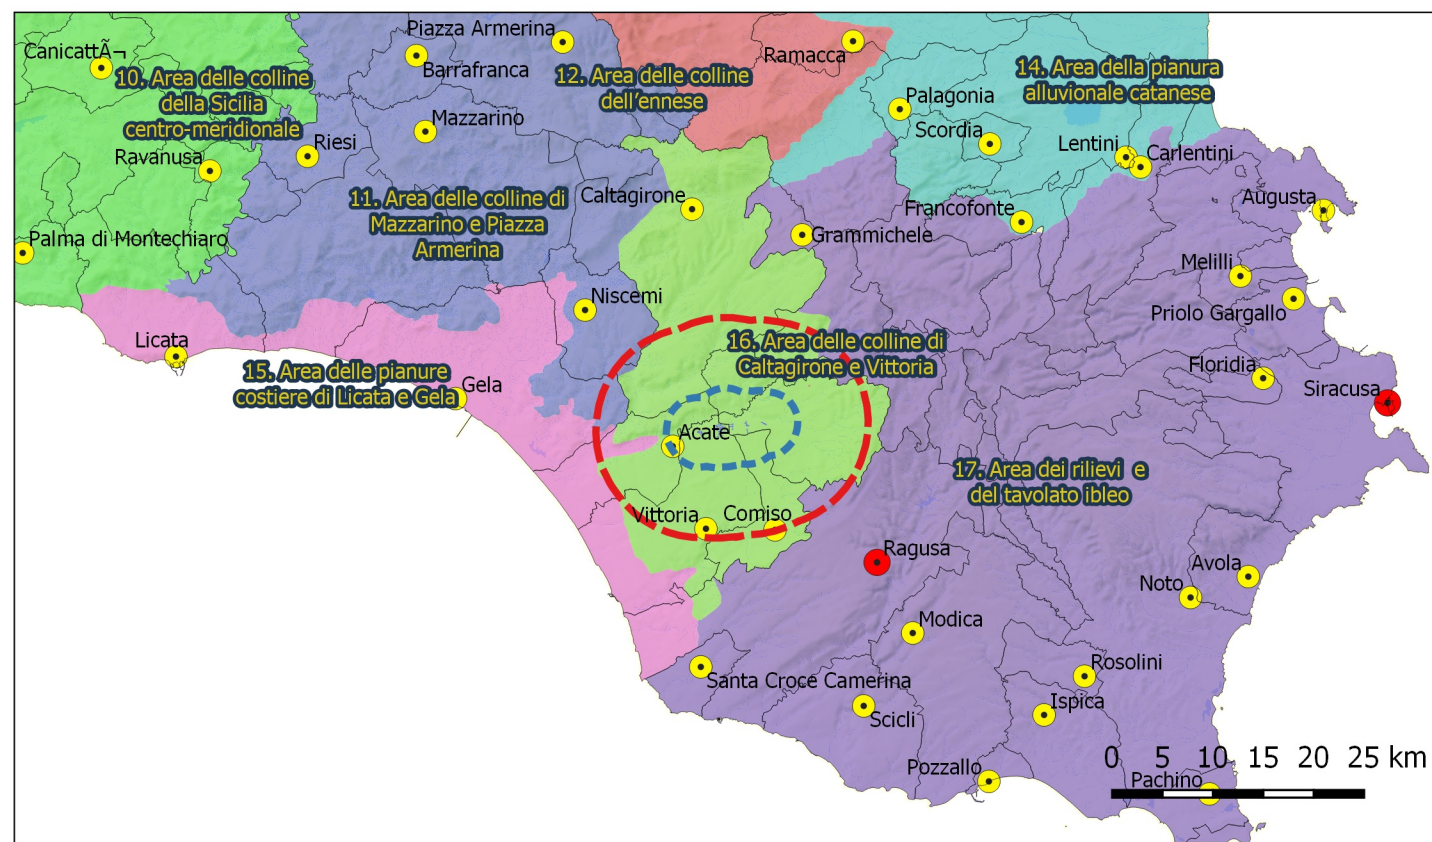 Piazza Armerina
CanicattÃ¬
Barrafranca
Ramacca
10. Area delle colline
della Sicilia
centro-meridionale
12. Area delle colline
dell'ennese
14. Area della pianura
alluvionale catanese
Palagonia
Mazzarino
Scordia
Riesi
Lentini
Carlentini
Ravanusa
Caltagirone
11. Area delle colline di
Mazzarino e Piazza
Armerina
Augusta
Francofonte
Grammichele
Palma di Montechiaro
Melilli
Niscemi
Priolo Gargallo
Licata
16. Area delle colline di
Caltagirone e Vittoria
15. Area delle pianure
costiere di Licata e Gela
Gela
Floridia
Siracusa
Acate
17. Area dei rilievi e
del tavolato ibleo
Vittoria
Comiso
Ragusa
Avola
Noto
Modica
Rosolini
Santa Croce Camerina
Ispica
Scicli
0 5 10 15 20 25 km
Pozzallo
Pachino